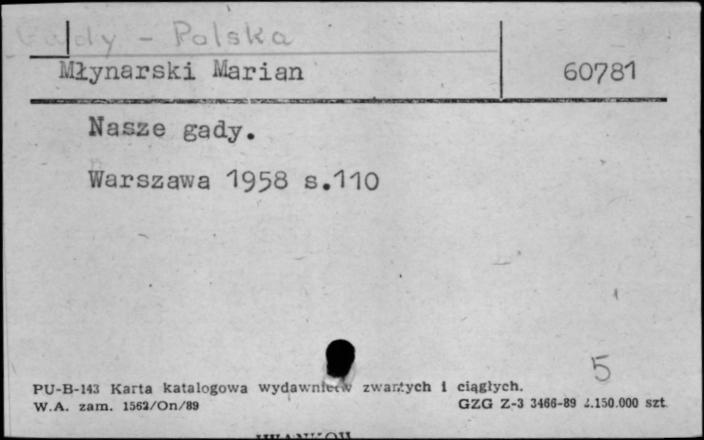 Gady - Polska
Młynarski Marian 60781
Nasze gady.
Warszawa 1958 s.110
5
PU-B-143 Karta katalogowa wydawnictw zwartych i ciągłych.
W.A. zam. 1562/On/89 GZG Z-3 3466-89 2.150.000 szt.